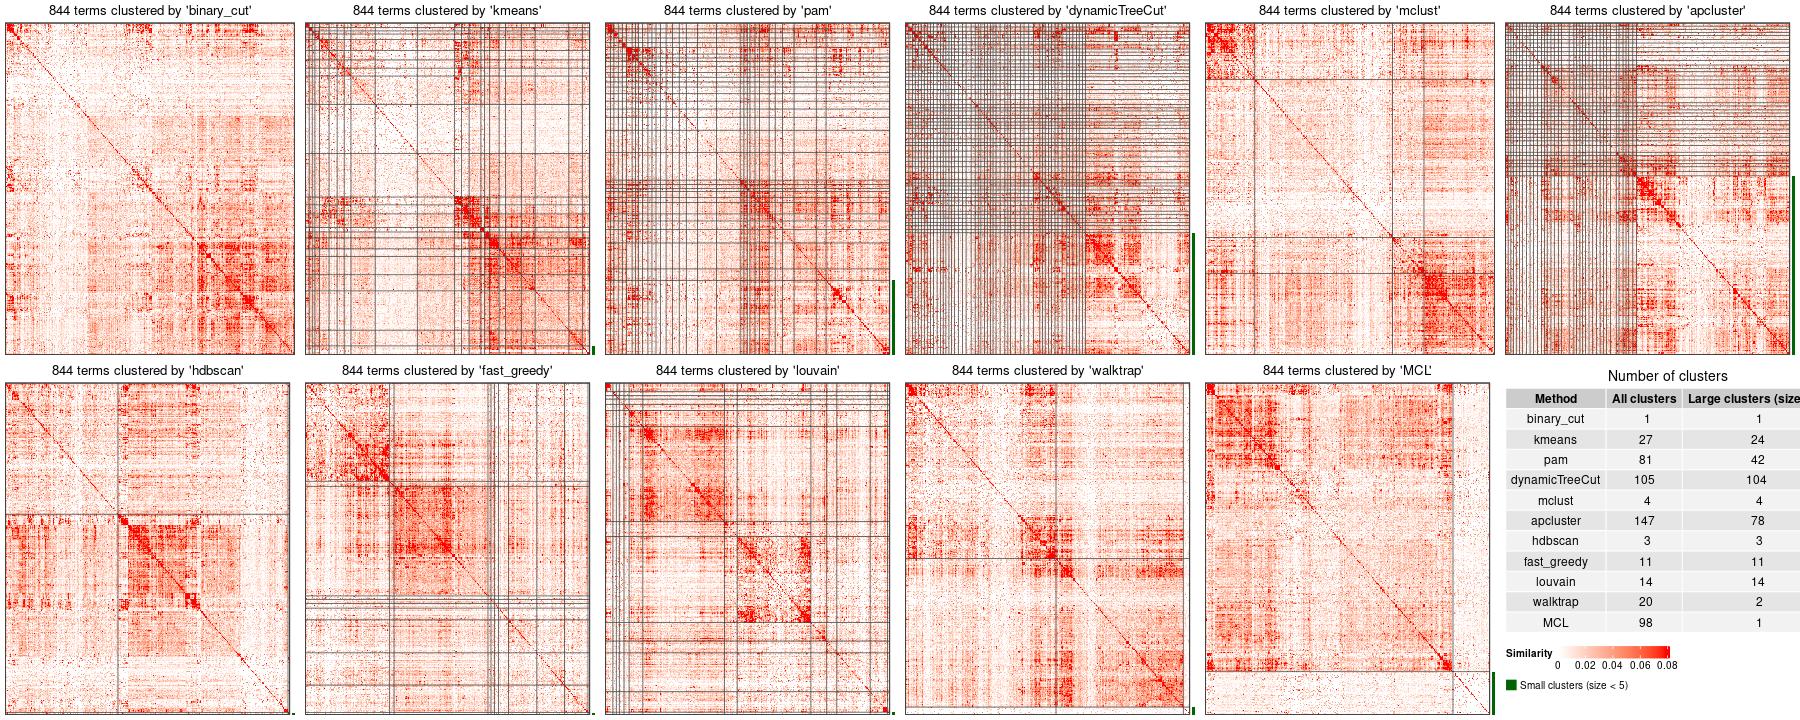 844 terms clustered by 'binary_cut'
844 terms clustered by 'kmeans'
844 terms clustered by 'pam'
844 terms clustered by 'dynamicTreeCut'
844 terms clustered by 'mclust'
844 terms clustered by 'apcluster'
844 terms clustered by 'hdbscan'
844 terms clustered by 'fast_greedy'
844 terms clustered by 'louvain'
844 terms clustered by 'walktrap'
844 terms clustered by 'MCL'
Number of clusters
Method All clusters Large clusters (size
binary_cut 1 1
kmeans 27 24
pam 81 42
dynamicTreeCut 105 104
mclust 4 4
apcluster 147 78
hdbscan 3 3
fast_greedy 11 11
louvain 14 14
walktrap 20 2
MCL 98 1
Similarity
0 0.02 0.04 0.06 0.08
Small clusters (size < 5)